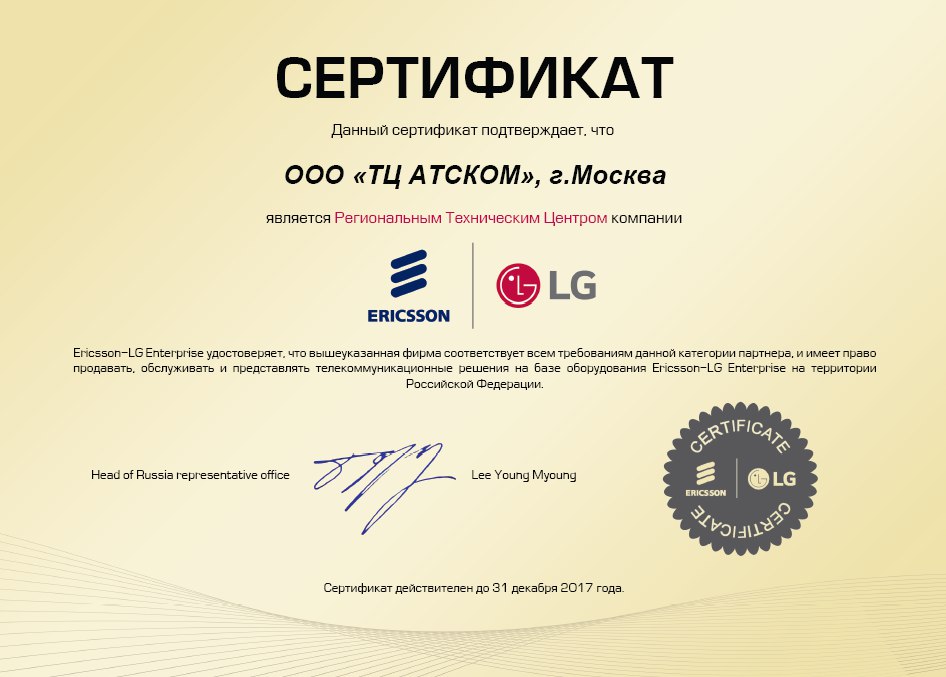 СЕРТИФИКАТ
Данный сертификат подтверждает, что
ООО «ТЦ АТСКОМ», г.Москва
является Региональным Техническим Центром компании
ERICSSON
LG
Ericsson-LG Enterprise удостоверяет, что вышеуказанная фирма соответствует всем требованиям данной категории партнера, и имеет право
продавать, обслуживать и представлять телекоммуникационные решения на базе оборудования Ericsson-LG Enterprise на территории
Российской Федерации.
Head of Russia representative office
Lee Young Myoung
CERTIFICATE
ERICSSON
LG
CERTIFICATE
Сертификат действителен до 31 декабря 2017 года.